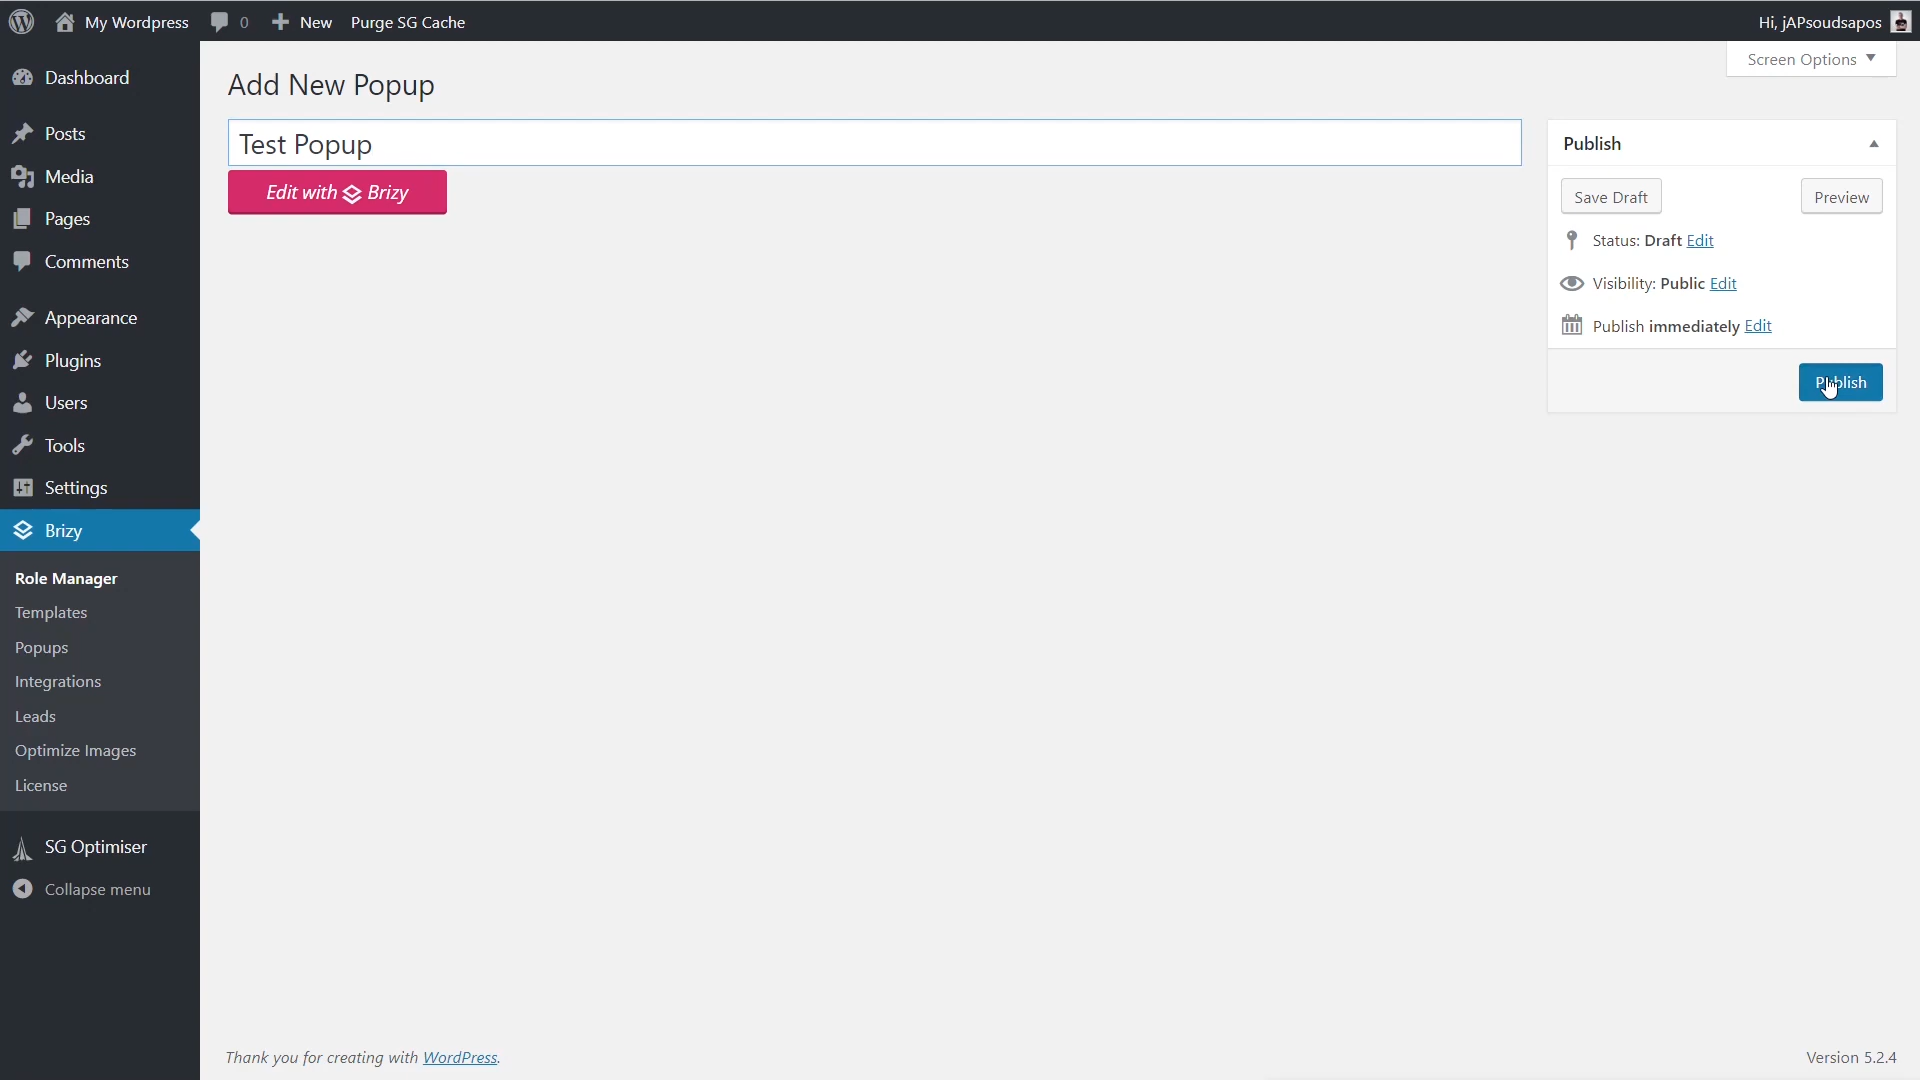 My Wordpress 0 New Purge SG Cache Hi, jAPsoudsapos
Screen Options
Dashboard
Posts
Media
Pages
Comments
Appearance
Plugins
Users
Tools
Settings
Brizy
Role Manager
Templates
Popups
Integrations
Leads
Optimize Images
License
SG Optimiser
Collapse menu
Add New Popup
Test Popup
Edit with Brizy
Publish
Save Draft Preview
Status: Draft Edit
Visibility: Public Edit
Publish immediately Edit
Publish
Thank you for creating with WordPress. Version 5.2.4